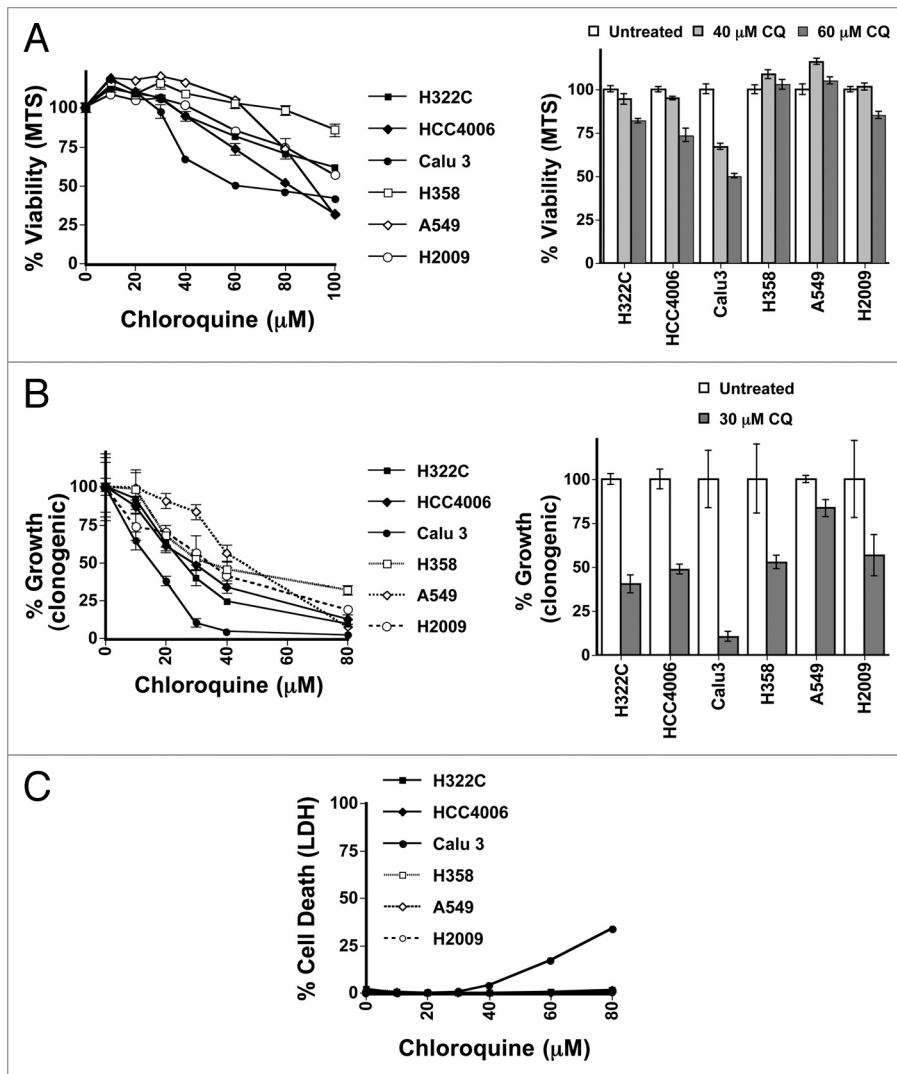 A
% Viability (MTS)
100
75
50
25
0
0
20
40
60
80
100
Chloroquine (μM)
H322C
HCC4006
Calu 3
H358
A549
H2009
Untreated 40 μM CQ 60 μM CQ
% Viability (MTS)
100
75
50
25
0
H322C
HCC4006
Calu3
H358
A549
H2009
B
% Growth
(clonogenic)
100
75
50
25
0
0
20
40
60
80
Chloroquine (μM)
H322C
HCC4006
Calu 3
H358
A549
H2009
Untreated
30 μM CQ
% Growth
(clonogenic)
100
75
50
25
0
H322C
HCC4006
Calu3
H358
A549
H2009
C
% Cell Death (LDH)
100
75
50
25
0
H322C
HCC4006
Calu 3
H358
A549
H2009
0
20
40
60
80
Chloroquine (μM)